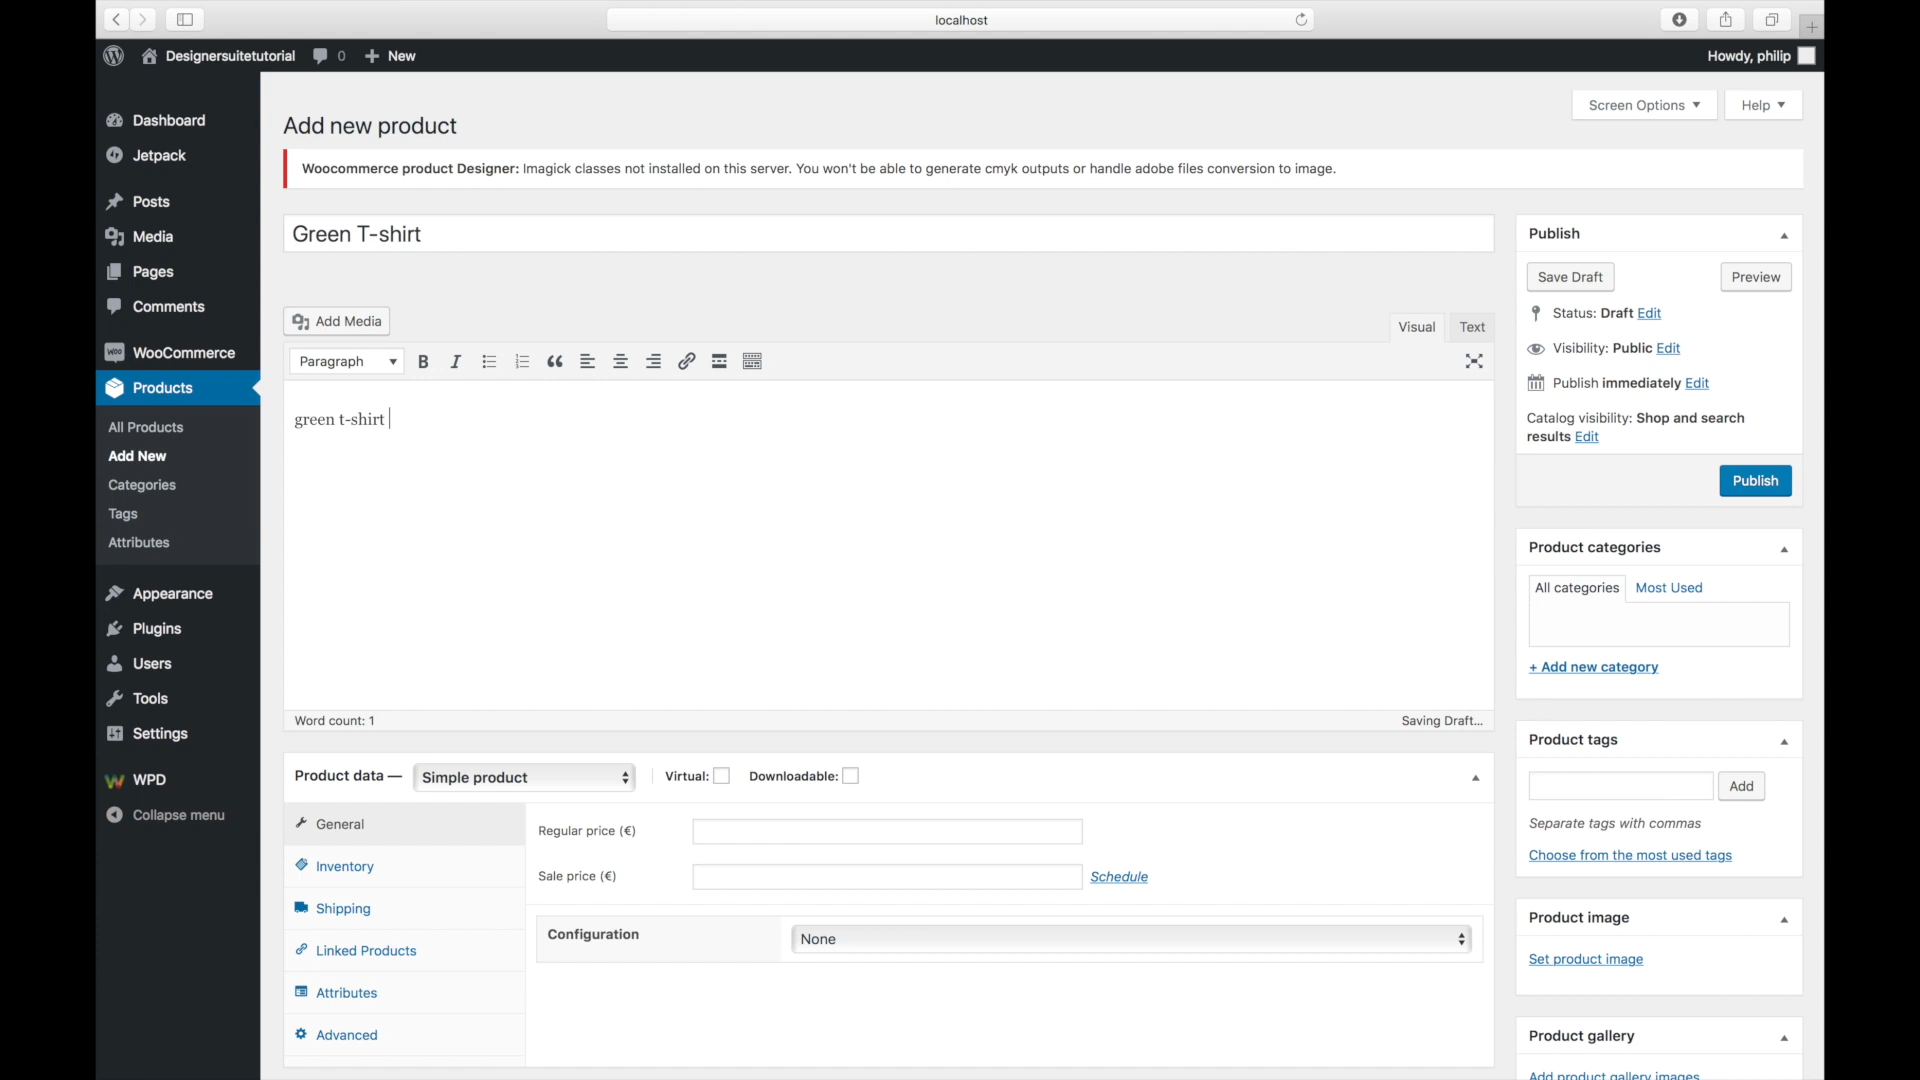 localhost
Designersuitetutorial 0 New
Howdy, philip
Dashboard
Jetpack
Posts
Media
Pages
Comments
WooCommerce
Products
All Products
Add New
Categories
Tags
Attributes
Appearance
Plugins
Users
Tools
Settings
WPD
Collapse menu
Screen Options
Help
Add new product
Woocommerce product Designer: Imagick classes not installed on this server. You won't be able to generate cmyk outputs or handle adobe files conversion to image.
Green T-shirt
Add Media
Visual Text
Paragraph
green t-shirt
Word count: 1
Saving Draft...
Product data — Simple product
Virtual:
Downloadable:
General
Inventory
Shipping
Linked Products
Attributes
Advanced
Regular price (€)
Sale price (€)
Schedule
Configuration
None
Publish
Save Draft
Preview
Status: Draft Edit
Visibility: Public Edit
Publish immediately Edit
Catalog visibility: Shop and search
results Edit
Publish
Product categories
All categories
Most Used
+ Add new category
Product tags
Add
Separate tags with commas
Choose from the most used tags
Product image
Set product image
Product gallery
Add product gallery images